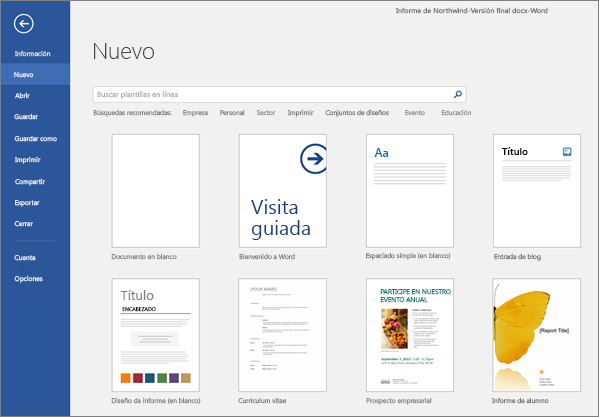 Informe de Northwind-Versión final docx-Word
Información
Nuevo
Abrir
Guardar
Guardar como
Imprimir
Compartir
Exportar
Cerrar
Cuenta
Opciones
Nuevo
Buscar plantillas en línea
Búsquedas recomendadas: Empresa Personal Sector Imprimir Conjuntos de diseños Evento Educación
Documento en blanco
Visita
guiada
Bienvenido a Word
Aa
Espaciado simple (en blanco)
Título
Entrada de blog
Título
ENCABEZADO
Diseño de informe (en blanco)
[YOUR NAME]
Curriculum vitae
PARTICIPE EN NUESTRO
EVENTO ANUAL
Prospecto empresarial
[Report Title]
Informe de alumno